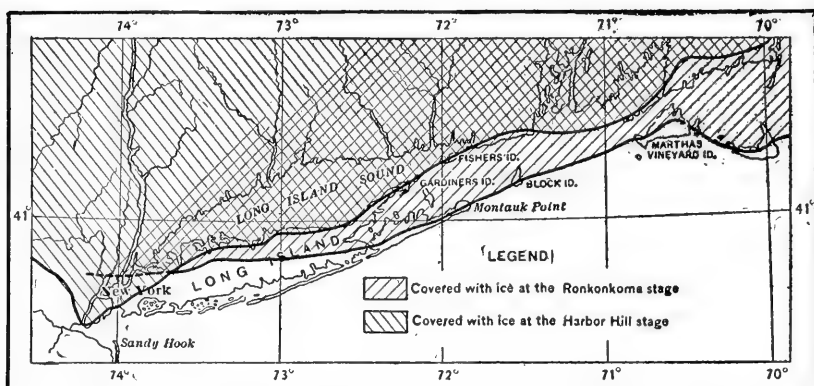 74° 73° 72° 71° 70°
FISHERS' ID.
MARTHAS
VINEYARD ID.
LONG ISLAND SOUND
GARDINERS ID.
BLOCK ID.
41° Montauk Point 41°
LONG ISLAND
LEGEND
New York
Covered with ice at the Ronkonkoma stage
Covered with ice at the Harbor Hill stage
Sandy Hook
74° 73° 72° 71° 70°